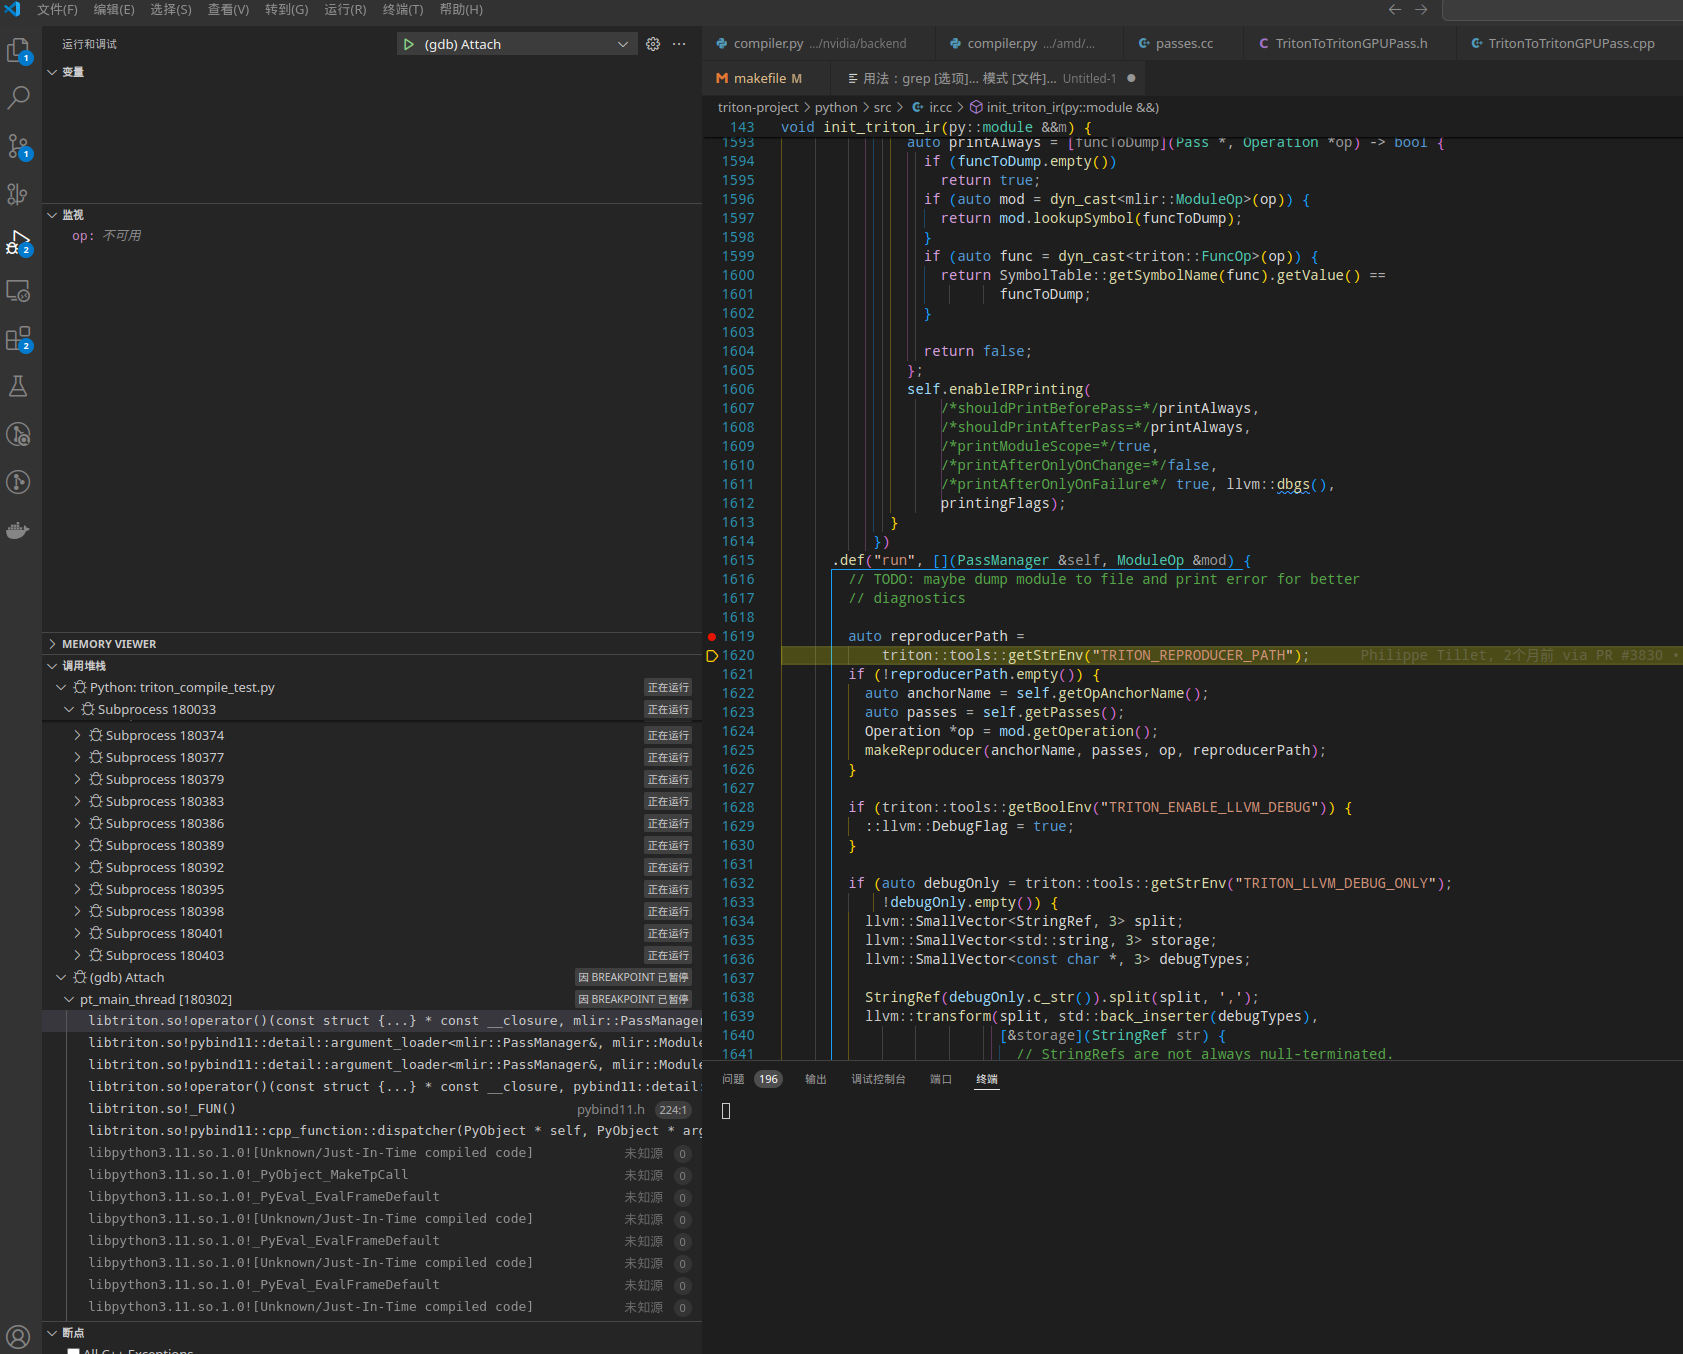 文件(F) 编辑(E) 选择(S) 查看(V) 转到(G) 运行(R) 终端(T) 帮助(H)
运行和调试 (gdb) Attach
变量
监视
op: 不可用
MEMORY VIEWER
调用堆栈
Python: triton_compile_test.py 正在运行
Subprocess 180033 正在运行
Subprocess 180374 正在运行
Subprocess 180377 正在运行
Subprocess 180379 正在运行
Subprocess 180383 正在运行
Subprocess 180386 正在运行
Subprocess 180389 正在运行
Subprocess 180392 正在运行
Subprocess 180395 正在运行
Subprocess 180398 正在运行
Subprocess 180401 正在运行
Subprocess 180403 正在运行
(gdb) Attach 因 BREAKPOINT 已暂停
pt_main_thread [180302] 因 BREAKPOINT 已暂停
libtriton.so!operator()(const struct {...} * const __closure, mlir::PassManager
libtriton.so!pybind11::detail::argument_loader<mlir::PassManager&, mlir::Module
libtriton.so!pybind11::detail::argument_loader<mlir::PassManager&, mlir::Module
libtriton.so!operator()(const struct {...} * const __closure, pybind11::detail:
libtriton.so!_FUN() pybind11.h 224:1
libtriton.so!pybind11::cpp_function::dispatcher(PyObject * self, PyObject * arg
libpython3.11.so.1.0![Unknown/Just-In-Time compiled code] 未知源 0
libpython3.11.so.1.0!_PyObject_MakeTpCall 未知源 0
libpython3.11.so.1.0!_PyEval_EvalFrameDefault 未知源 0
libpython3.11.so.1.0![Unknown/Just-In-Time compiled code] 未知源 0
libpython3.11.so.1.0!_PyEval_EvalFrameDefault 未知源 0
libpython3.11.so.1.0![Unknown/Just-In-Time compiled code] 未知源 0
libpython3.11.so.1.0!_PyEval_EvalFrameDefault 未知源 0
libpython3.11.so.1.0![Unknown/Just-In-Time compiled code] 未知源 0
断点
All C++ Exceptions
1
1
2
2
compiler.py .../nvidia/backend compiler.py .../amd/... passes.cc TritonToTritonGPUPass.h TritonToTritonGPUPass.cpp
makefile M 用法：grep [选项]... 模式 [文件]... Untitled-1
triton-project > python > src > ir.cc > init_triton_ir(py::module &&)
143 void init_triton_ir(py::module &&m) {
1593 auto printAlways = [funcToDump](Pass *, Operation *op) -> bool {
1594 if (funcToDump.empty())
1595 return true;
1596 if (auto mod = dyn_cast<mlir::ModuleOp>(op)) {
1597 return mod.lookupSymbol(funcToDump);
1598 }
1599 if (auto func = dyn_cast<triton::FuncOp>(op)) {
1600 return SymbolTable::getSymbolName(func).getValue() ==
1601 funcToDump;
1602 }
1603
1604 return false;
1605 };
1606 self.enableIRPrinting(
1607 /*shouldPrintBeforePass=*/printAlways,
1608 /*shouldPrintAfterPass=*/printAlways,
1609 /*printModuleScope=*/true,
1610 /*printAfterOnlyOnChange=*/false,
1611 /*printAfterOnlyOnFailure*/ true, llvm::dbgs(),
1612 printingFlags);
1613 }
1614 })
1615 .def("run", [](PassManager &self, ModuleOp &mod) {
1616 // TODO: maybe dump module to file and print error for better
1617 // diagnostics
1618
1619 auto reproducerPath =
1620 triton::tools::getStrEnv("TRITON_REPRODUCER_PATH"); Philippe Tillet, 2个月前 via PR #3830 •
1621 if (!reproducerPath.empty()) {
1622 auto anchorName = self.getOpAnchorName();
1623 auto passes = self.getPasses();
1624 Operation *op = mod.getOperation();
1625 makeReproducer(anchorName, passes, op, reproducerPath);
1626 }
1627
1628 if (triton::tools::getBoolEnv("TRITON_ENABLE_LLVM_DEBUG")) {
1629 ::llvm::DebugFlag = true;
1630 }
1631
1632 if (auto debugOnly = triton::tools::getStrEnv("TRITON_LLVM_DEBUG_ONLY");
1633 !debugOnly.empty()) {
1634 llvm::SmallVector<StringRef, 3> split;
1635 llvm::SmallVector<std::string, 3> storage;
1636 llvm::SmallVector<const char *, 3> debugTypes;
1637
1638 StringRef(debugOnly.c_str()).split(split, ',');
1639 llvm::transform(split, std::back_inserter(debugTypes),
1640 [&storage](StringRef str) {
1641 // StringRefs are not always null-terminated.
问题 196 输出 调试控制台 端口 终端